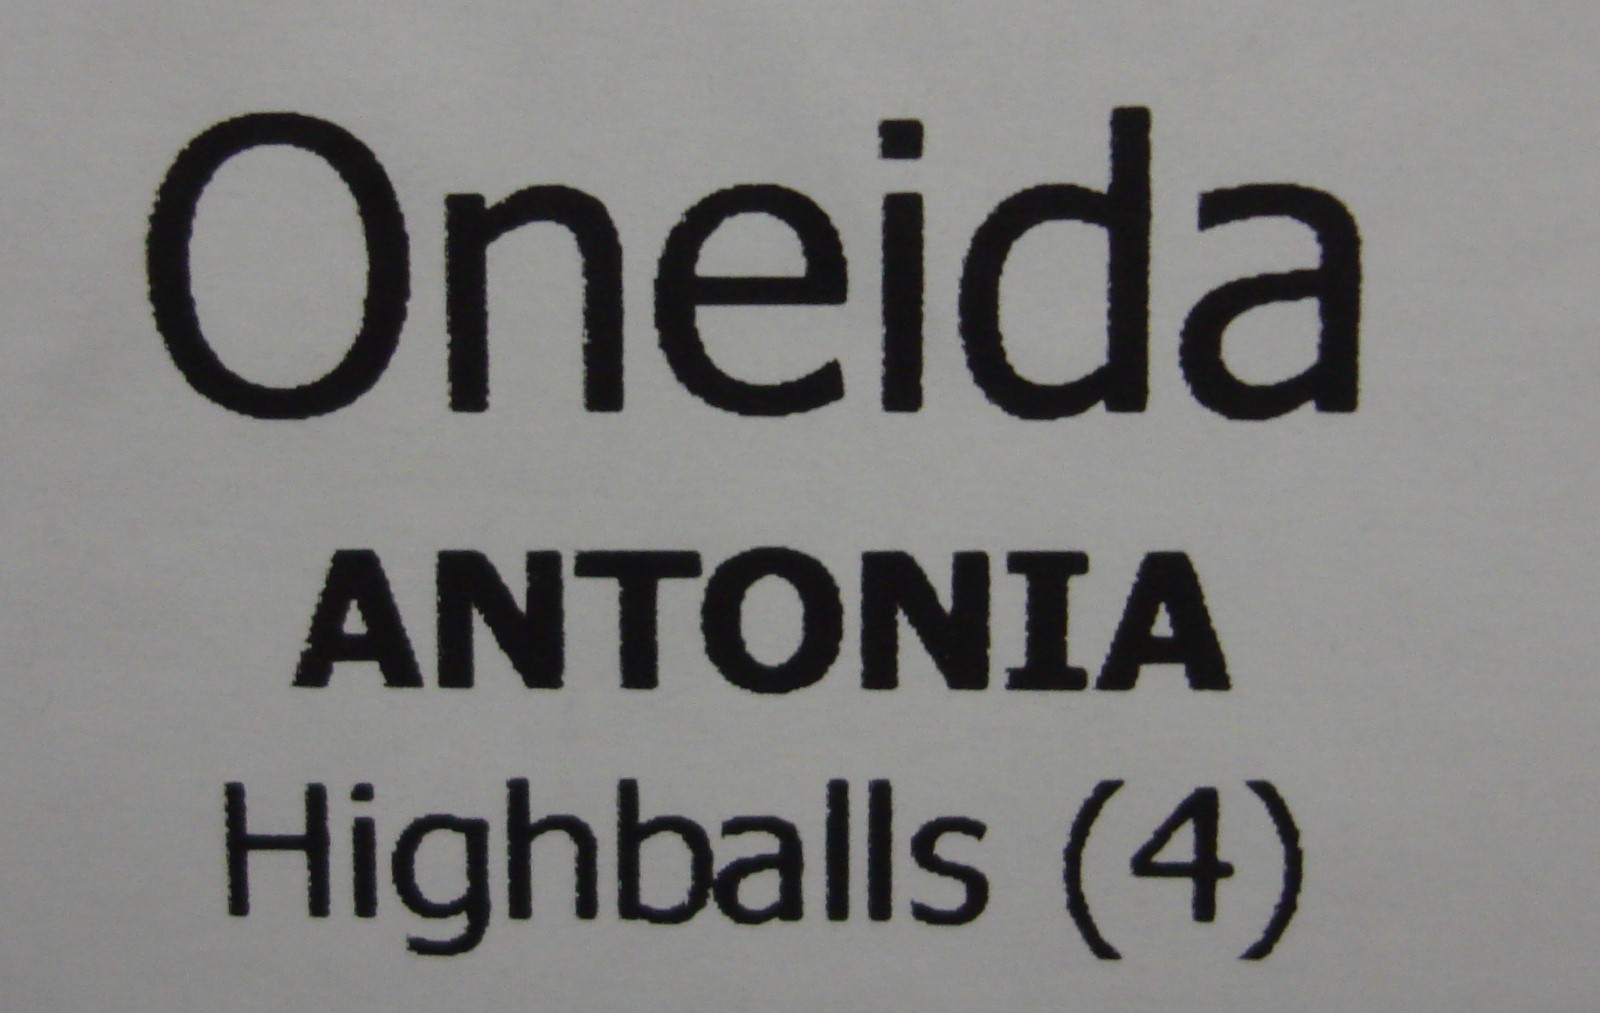 Oneida
ANTONIA
Highballs (4)